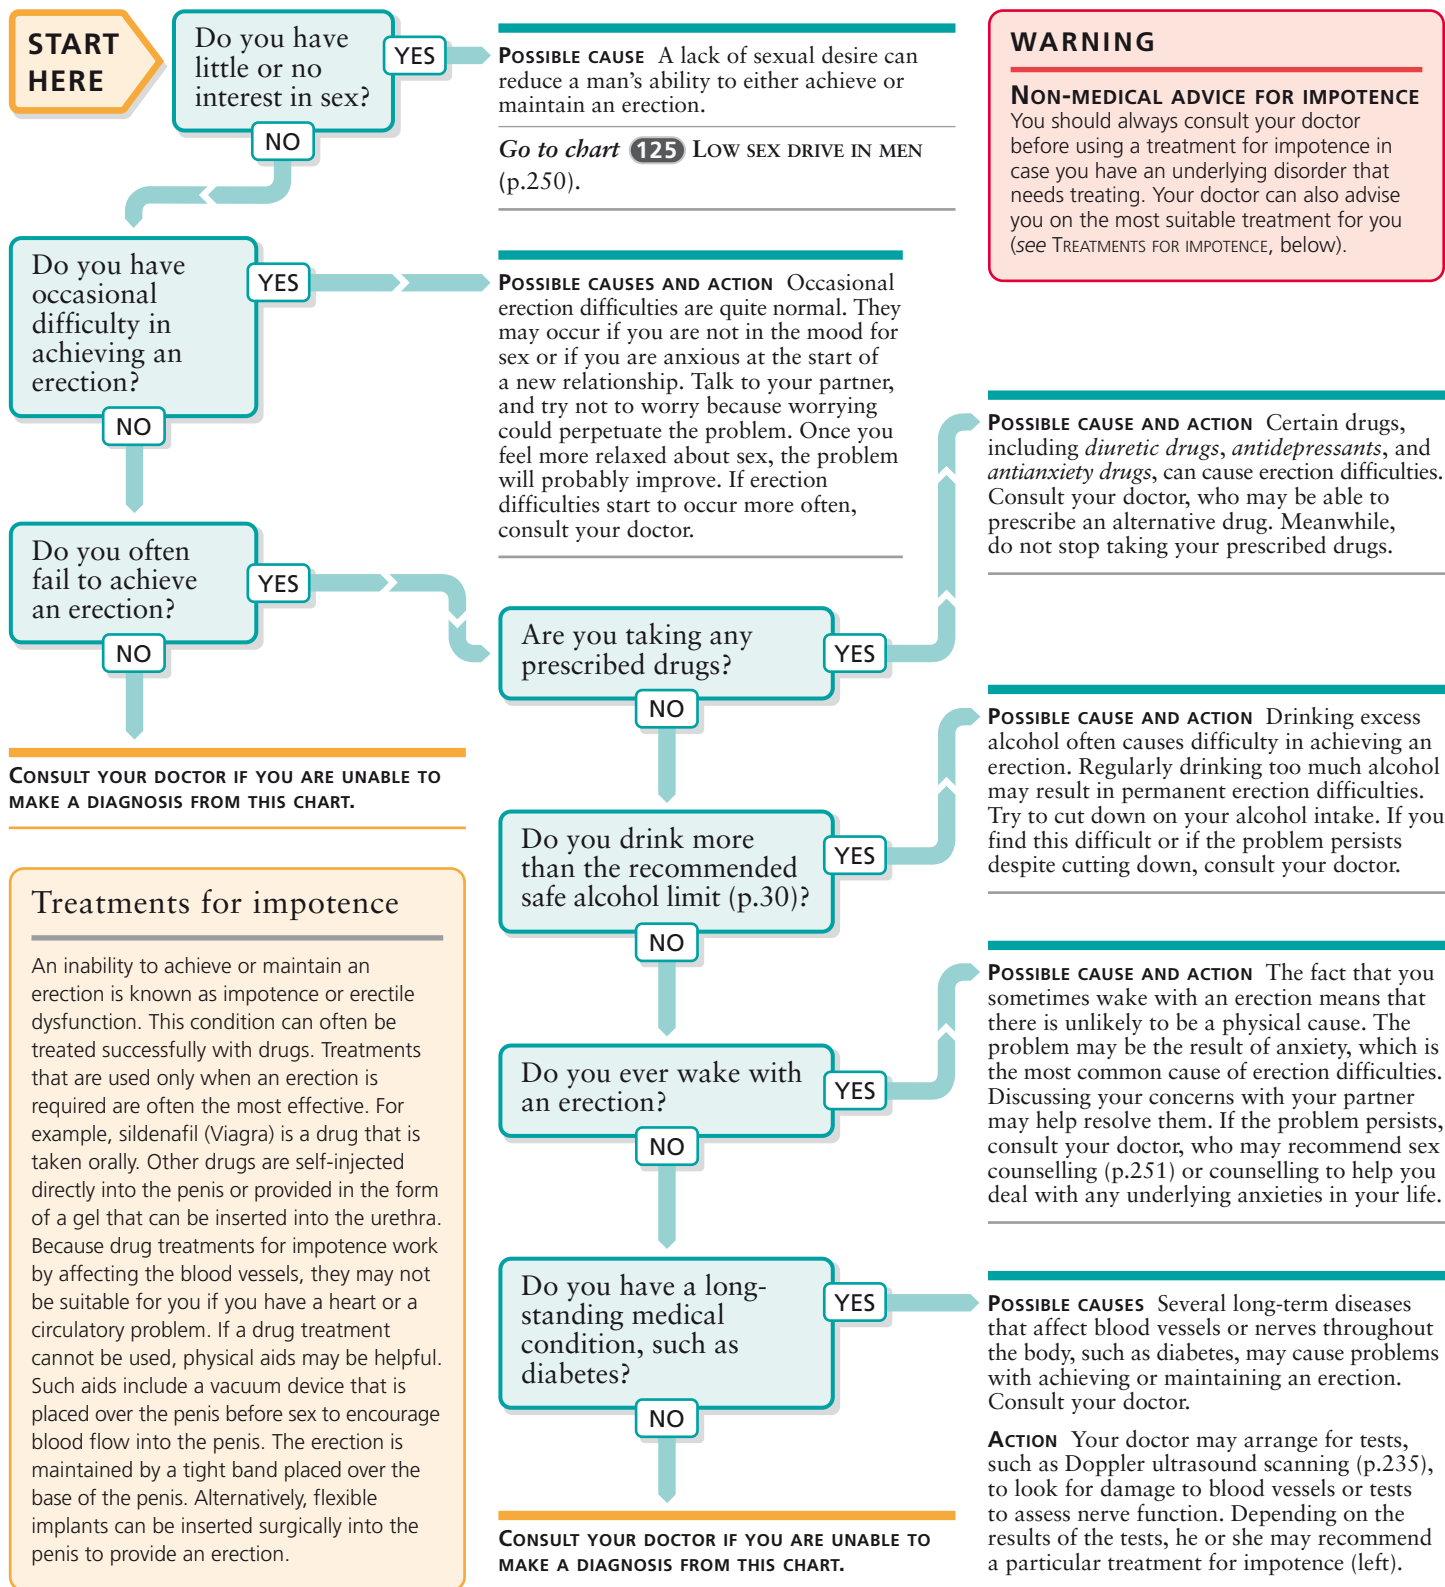 START
HERE
Do you have
little or no
interest in sex?
YES
NO
POSSIBLE CAUSE A lack of sexual desire can
reduce a man's ability to either achieve or
maintain an erection.
Go to chart 125 LOW SEX DRIVE IN MEN
(p.250).
WARNING
NON-MEDICAL ADVICE FOR IMPOTENCE
You should always consult your doctor
before using a treatment for impotence in
case you have an underlying disorder that
needs treating. Your doctor can also advise
you on the most suitable treatment for you
(see TREATMENTS FOR IMPOTENCE, below).
Do you have
occasional
difficulty in
achieving an
erection?
YES
NO
POSSIBLE CAUSES AND ACTION Occasional
erection difficulties are quite normal. They
may occur if you are not in the mood for
sex or if you are anxious at the start of
a new relationship. Talk to your partner,
and try not to worry because worrying
could perpetuate the problem. Once you
feel more relaxed about sex, the problem
will probably improve. If erection
difficulties start to occur more often,
consult your doctor.
Do you often
fail to achieve
an erection?
YES
NO
CONSULT YOUR DOCTOR IF YOU ARE UNABLE TO
MAKE A DIAGNOSIS FROM THIS CHART.
Are you taking any
prescribed drugs?
YES
NO
POSSIBLE CAUSE AND ACTION Certain drugs,
including diuretic drugs, antidepressants, and
antianxiety drugs, can cause erection difficulties.
Consult your doctor, who may be able to
prescribe an alternative drug. Meanwhile,
do not stop taking your prescribed drugs.
Do you drink more
than the recommended
safe alcohol limit (p.30)?
YES
NO
POSSIBLE CAUSE AND ACTION Drinking excess
alcohol often causes difficulty in achieving an
erection. Regularly drinking too much alcohol
may result in permanent erection difficulties.
Try to cut down on your alcohol intake. If you
find this difficult or if the problem persists
despite cutting down, consult your doctor.
Do you ever wake with
an erection?
YES
NO
POSSIBLE CAUSE AND ACTION The fact that you
sometimes wake with an erection means that
there is unlikely to be a physical cause. The
problem may be the result of anxiety, which is
the most common cause of erection difficulties.
Discussing your concerns with your partner
may help resolve them. If the problem persists,
consult your doctor, who may recommend sex
counselling (p.251) or counselling to help you
deal with any underlying anxieties in your life.
Do you have a long-
standing medical
condition, such as
diabetes?
YES
NO
POSSIBLE CAUSES Several long-term diseases
that affect blood vessels or nerves throughout
the body, such as diabetes, may cause problems
with achieving or maintaining an erection.
Consult your doctor.
ACTION Your doctor may arrange for tests,
such as Doppler ultrasound scanning (p.235),
to look for damage to blood vessels or tests
to assess nerve function. Depending on the
results of the tests, he or she may recommend
a particular treatment for impotence (left).
CONSULT YOUR DOCTOR IF YOU ARE UNABLE TO
MAKE A DIAGNOSIS FROM THIS CHART.
Treatments for impotence
An inability to achieve or maintain an
erection is known as impotence or erectile
dysfunction. This condition can often be
treated successfully with drugs. Treatments
that are used only when an erection is
required are often the most effective. For
example, sildenafil (Viagra) is a drug that is
taken orally. Other drugs are self-injected
directly into the penis or provided in the form
of a gel that can be inserted into the urethra.
Because drug treatments for impotence work
by affecting the blood vessels, they may not
be suitable for you if you have a heart or a
circulatory problem. If a drug treatment
cannot be used, physical aids may be helpful.
Such aids include a vacuum device that is
placed over the penis before sex to encourage
blood flow into the penis. The erection is
maintained by a tight band placed over the
base of the penis. Alternatively, flexible
implants can be inserted surgically into the
penis to provide an erection.